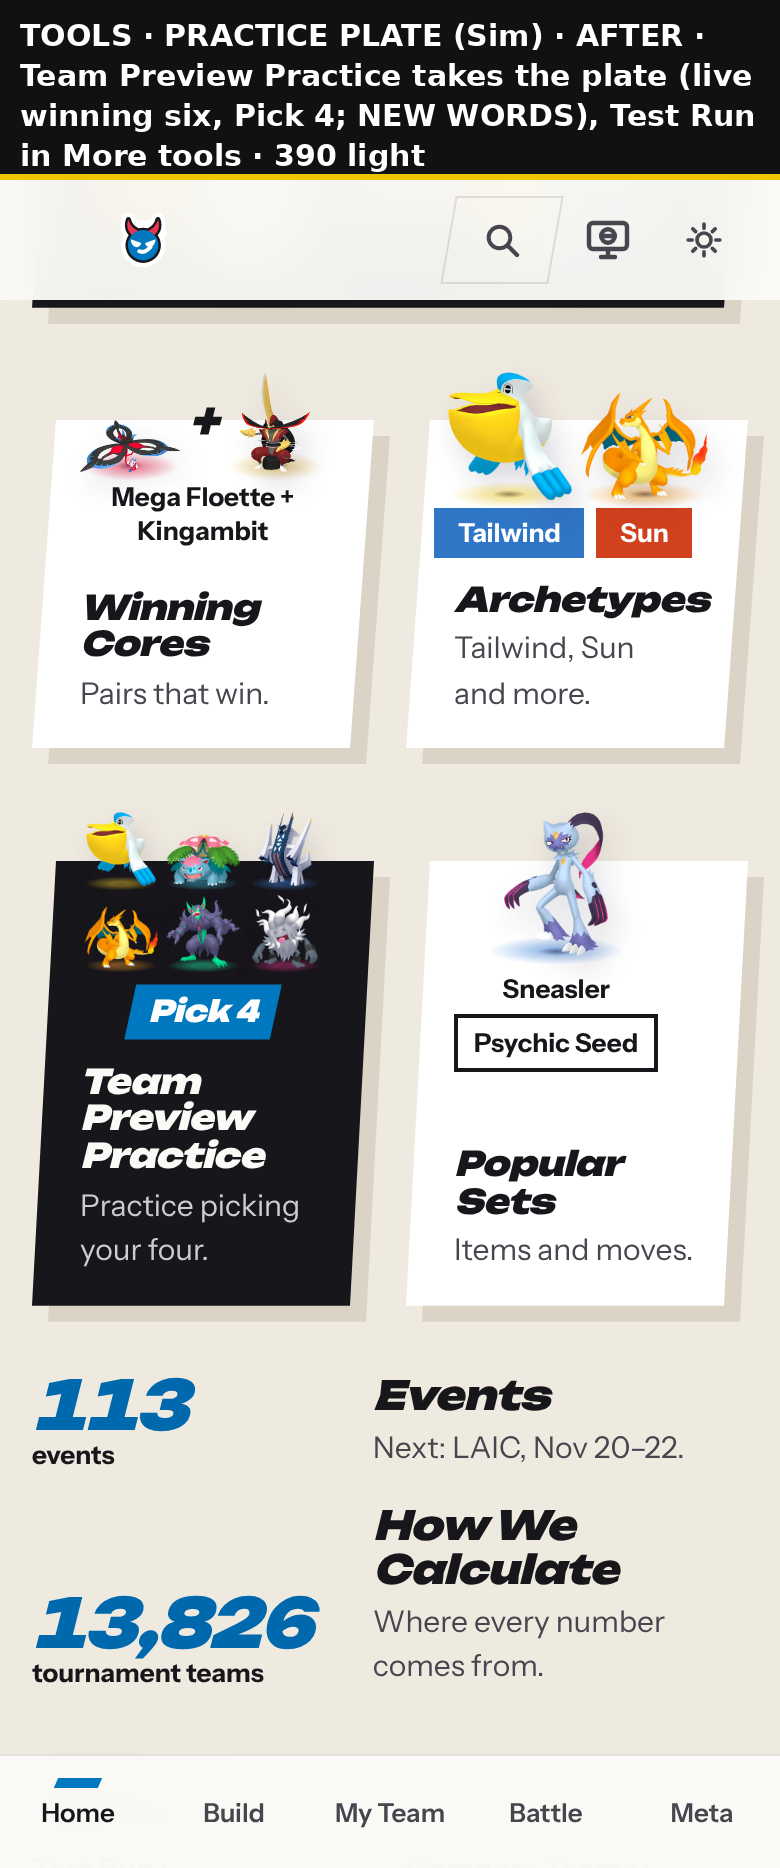 TOOLS · PRACTICE PLATE (Sim) · AFTER ·
Team Preview Practice takes the plate (live
winning six, Pick 4; NEW WORDS), Test Run
in More tools · 390 light
+
Mega Floette +
Kingambit
Winning
Cores
Pairs that win.
Tailwind
Sun
Archetypes
Tailwind, Sun
and more.
Pick 4
Team
Preview
Practice
Practice picking
your four.
Sneasler
Psychic Seed
Popular
Sets
Items and moves.
113
events
Events
Next: LAIC, Nov 20–22.
13,826
tournament teams
How We
Calculate
Where every number
comes from.
Home
Build
My Team
Battle
Meta